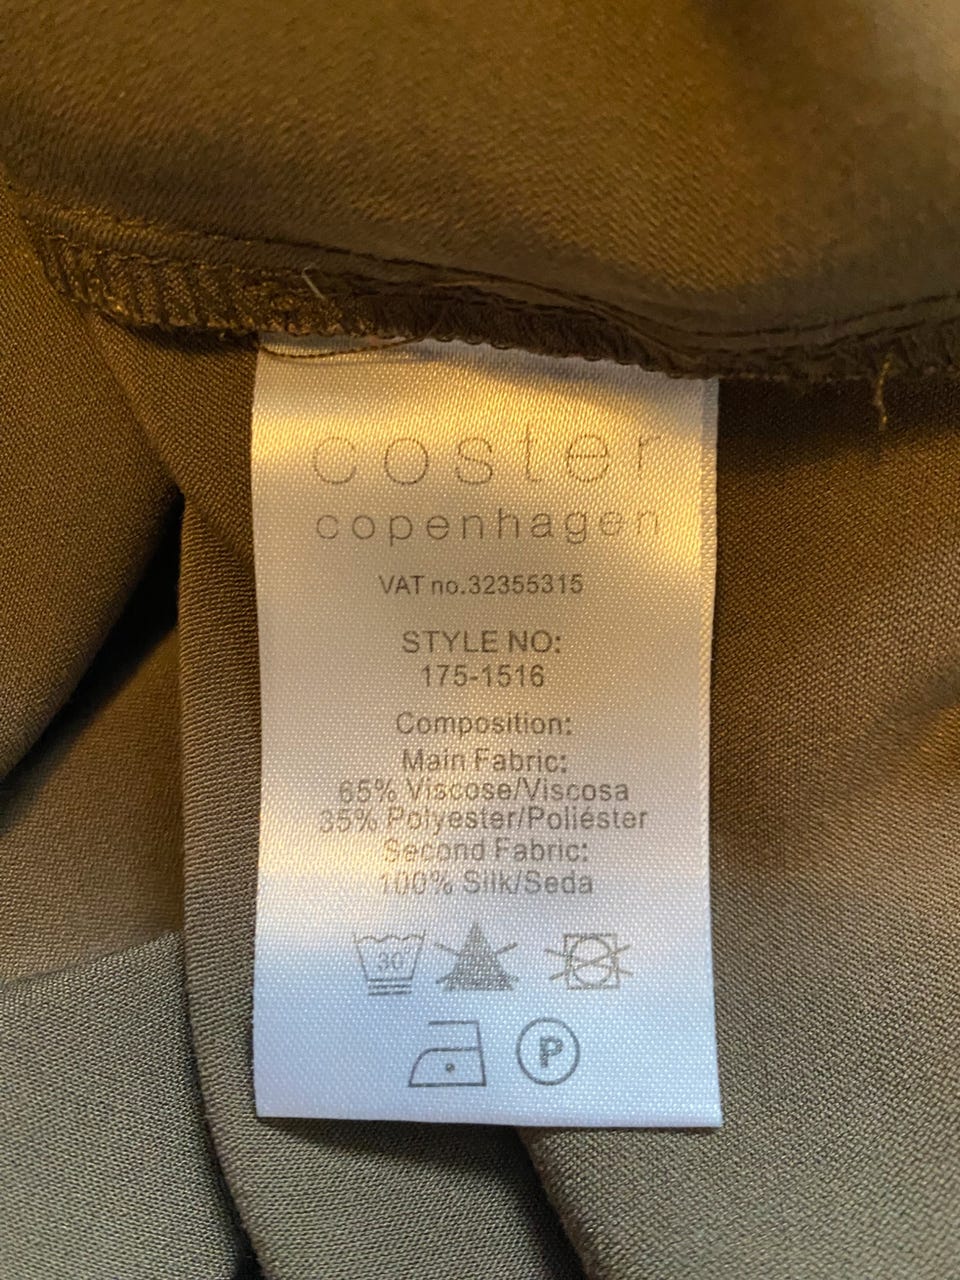 coster
copenhagen
VAT no.32355315
STYLE NO:
175-1516
Composition:
Main Fabric:
65% Viscose/Viscosa
35% Polyester/Poliéster
Second Fabric:
100% Silk/Seda
30°
P